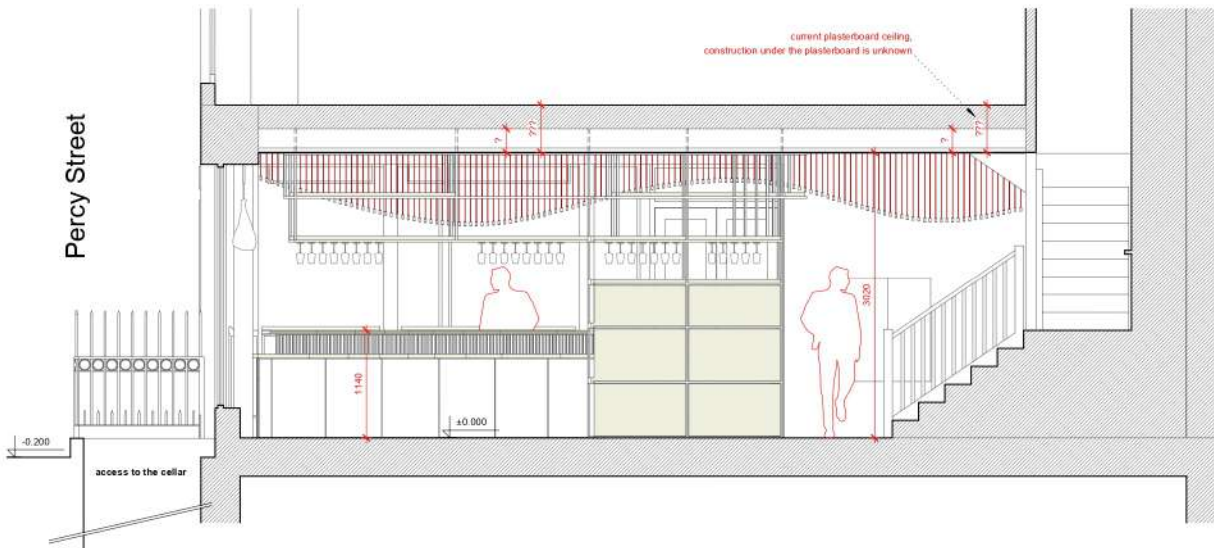 current plasterboard ceiling,
construction under the plasterboard is unknown
Percy Street
?
???
?
???
3020
1140
±0.000
-0.200
access to the cellar